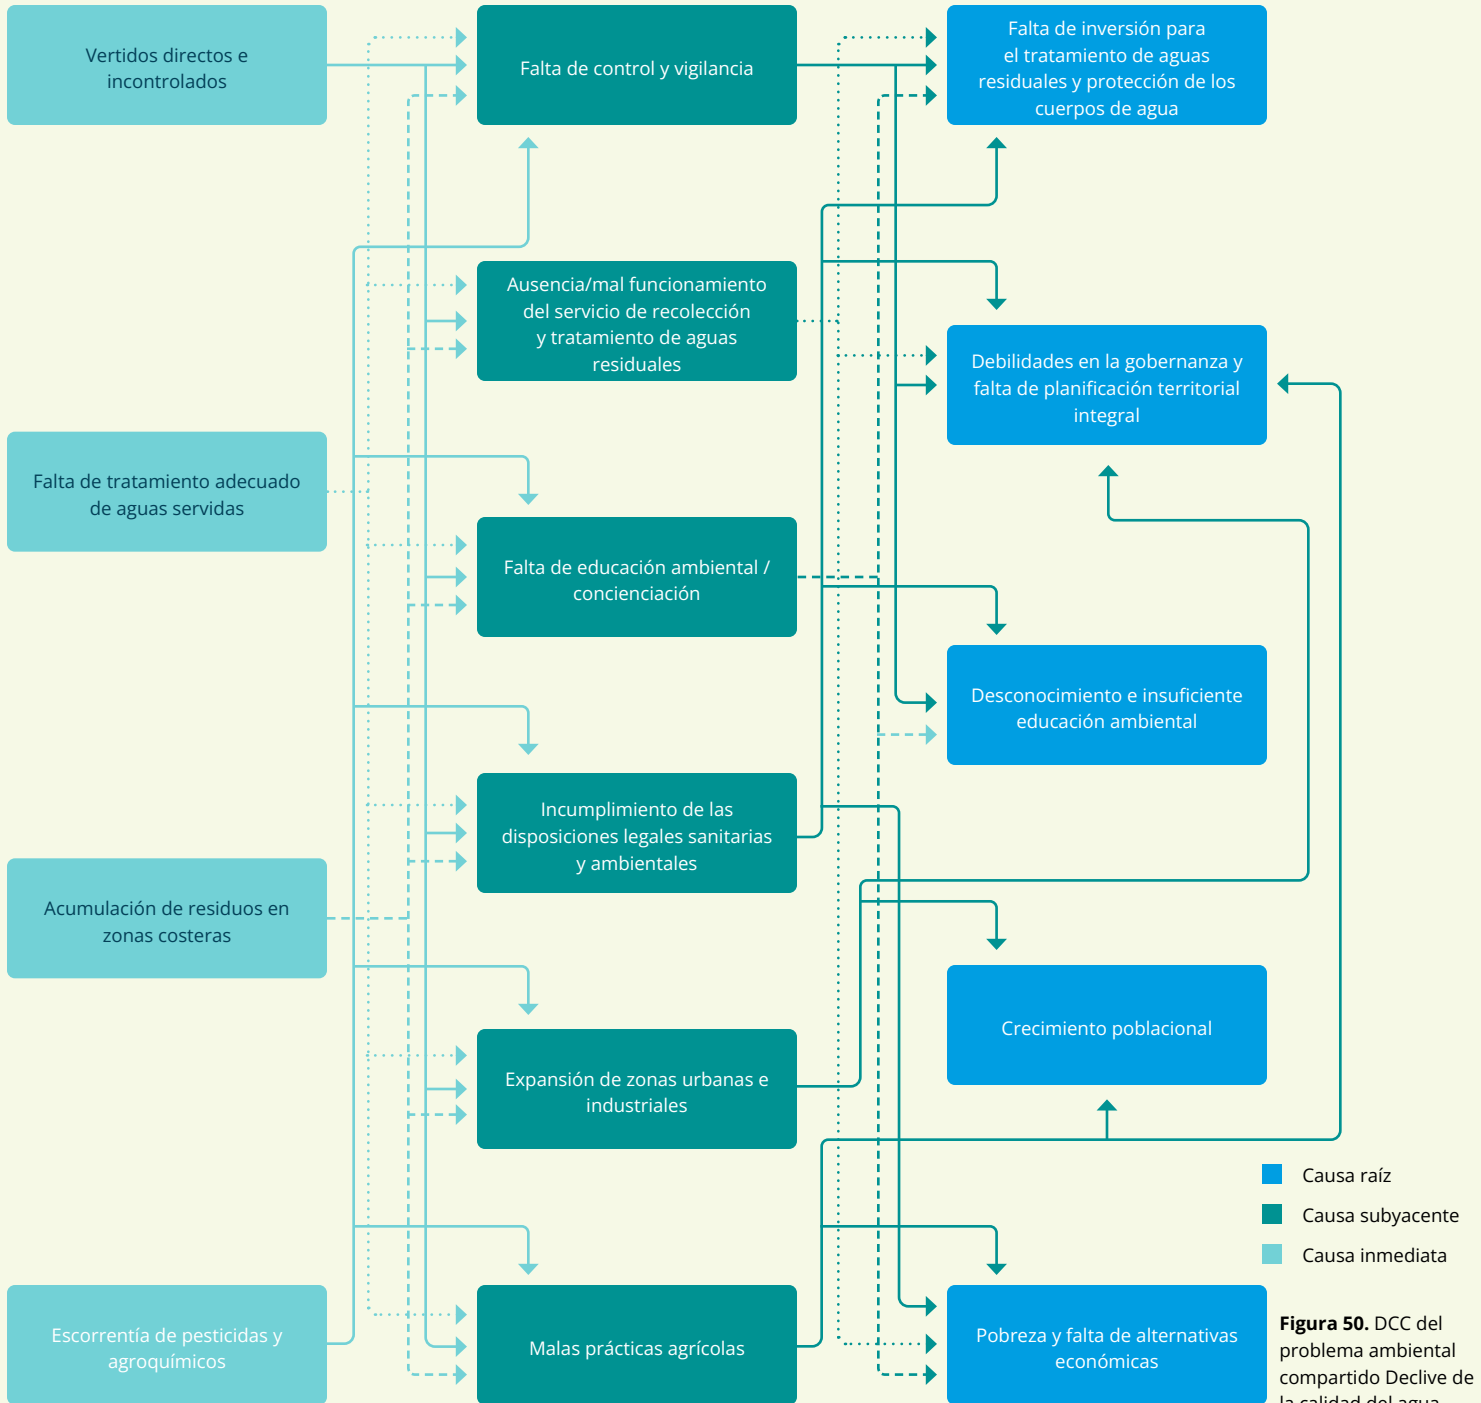 Vertidos directos e
incontrolados
Falta de tratamiento adecuado
de aguas servidas
Acumulación de residuos en
zonas costeras
Escorrentía de pesticidas y
agroquímicos
Falta de control y vigilancia
Ausencia/mal funcionamiento
del servicio de recolección
y tratamiento de aguas
residuales
Falta de educación ambiental /
concienciación
Incumplimiento de las
disposiciones legales sanitarias
y ambientales
Expansión de zonas urbanas e
industriales
Malas prácticas agrícolas
Falta de inversión para
el tratamiento de aguas
residuales y protección de los
cuerpos de agua
Debilidades en la gobernanza y
falta de planificación territorial
integral
Desconocimiento e insuficiente
educación ambiental
Crecimiento poblacional
Pobreza y falta de alternativas
económicas
Causa raíz
Causa subyacente
Causa inmediata
Figura 50. DCC del
problema ambiental
compartido Declive de
la calidad del agua